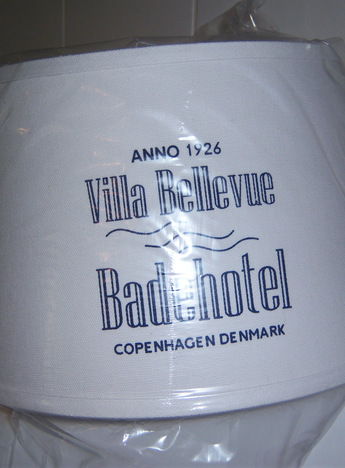 ANNO 1926
Villa Bellevue
Badehotel
COPENHAGEN DENMARK